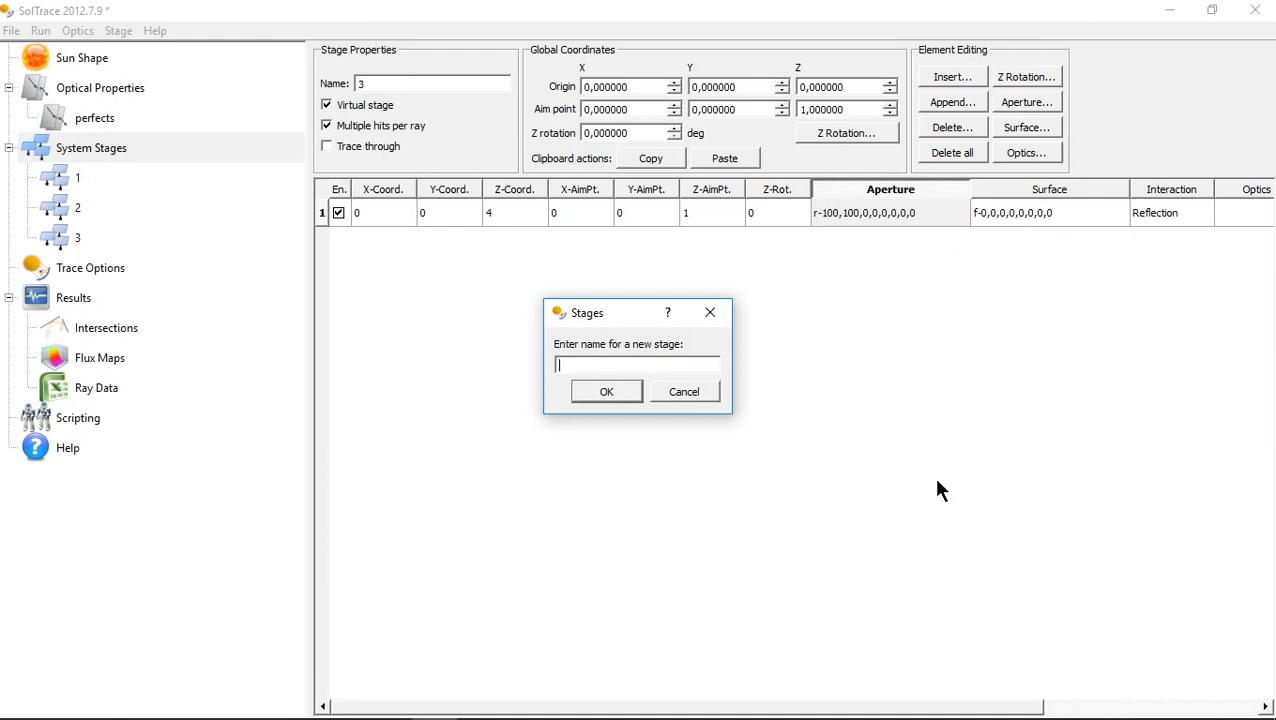 SolTrace 2012.7.9 *
File Run Optics Stage Help
Sun Shape
Optical Properties
perfects
System Stages
1
2
3
Trace Options
Results
Intersections
Flux Maps
Ray Data
Scripting
Help
Stage Properties
Name: 3
Virtual stage
Multiple hits per ray
Trace through
Global Coordinates
X Y Z
Origin 0,000000 0,000000 0,000000
Aim point 0,000000 0,000000 1,000000
Z rotation 0,000000 deg Z Rotation...
Clipboard actions: Copy Paste
Element Editing
Insert... Z Rotation...
Append... Aperture...
Delete... Surface...
Delete all Optics...
En. X-Coord. Y-Coord. Z-Coord. X-AimPt. Y-AimPt. Z-AimPt. Z-Rot. Aperture Surface Interaction Optics
1 0 0 4 0 0 1 0 r-100,100,0,0,0,0,0,0 f-0,0,0,0,0,0,0,0 Reflection
Stages ?
Enter name for a new stage:
OK Cancel